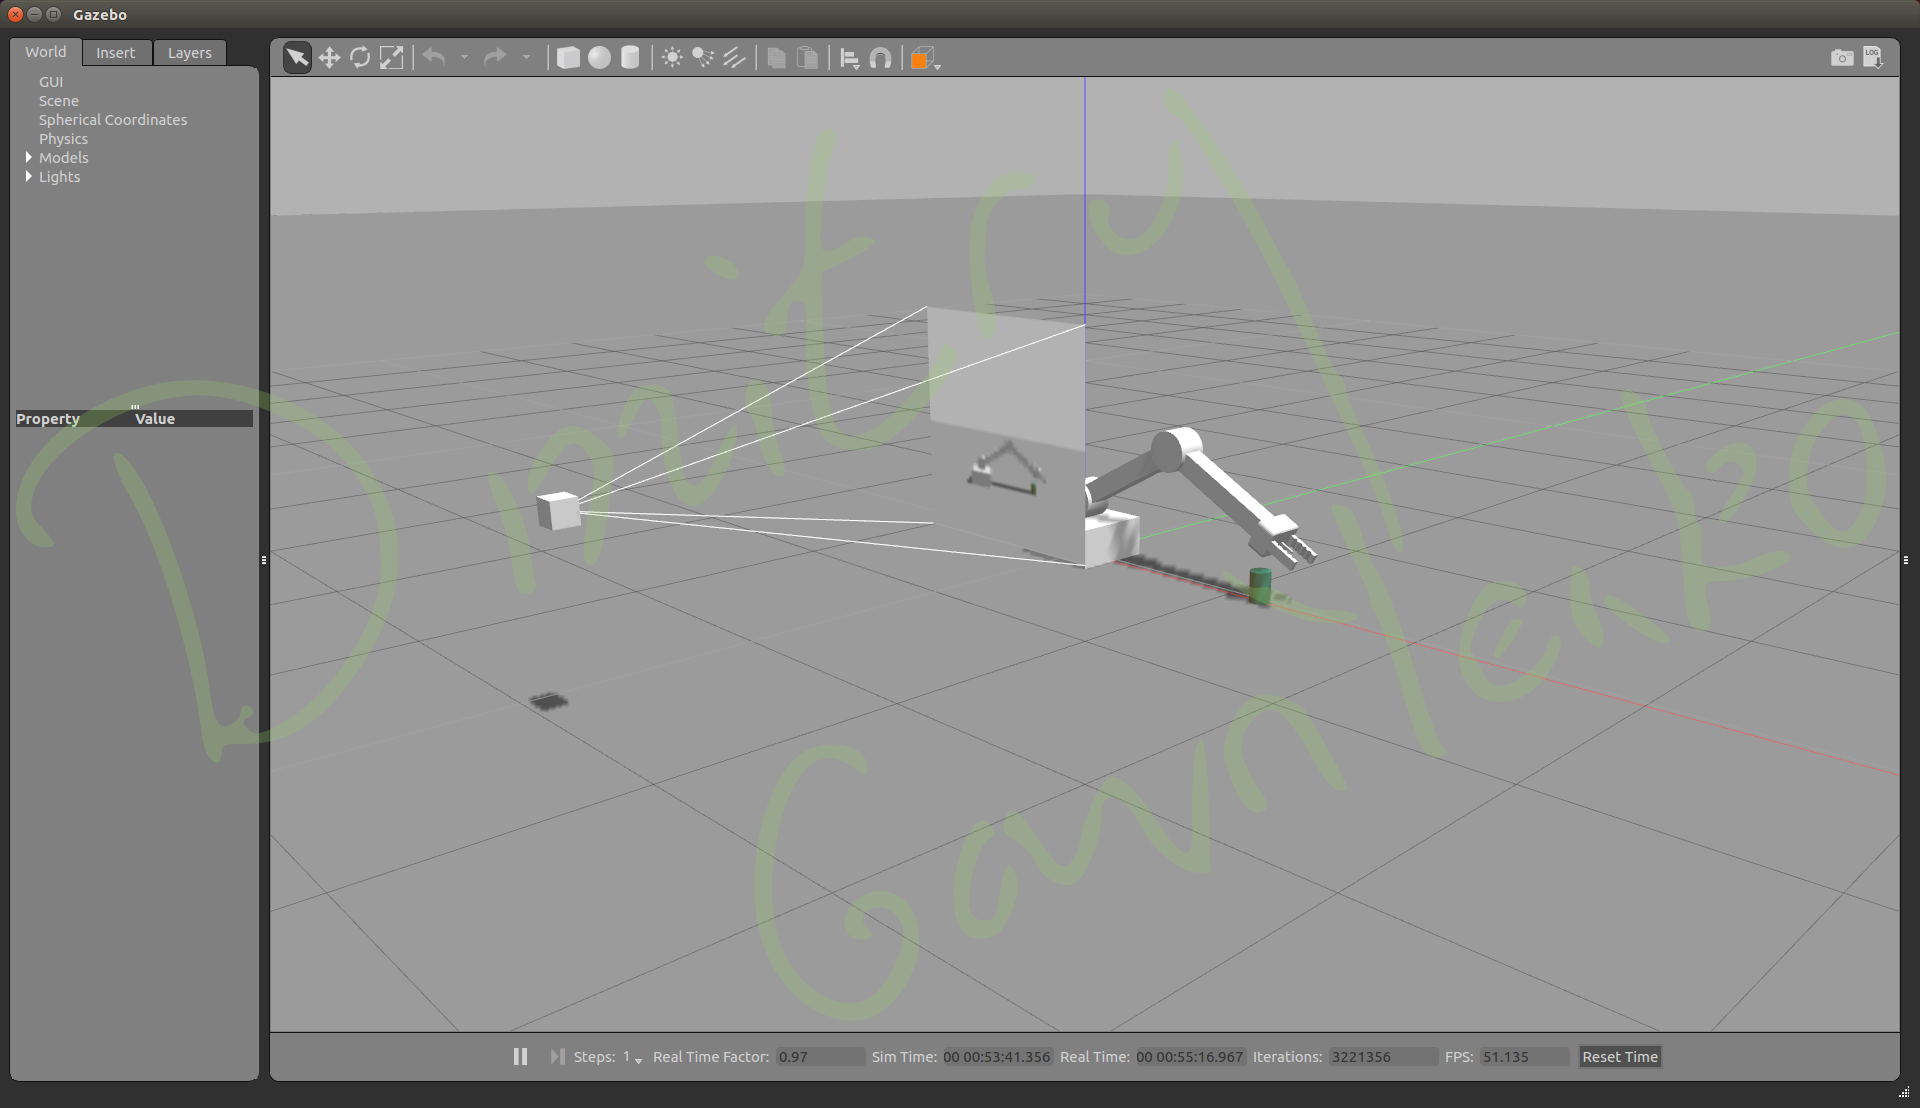 Gazebo
World Insert Layers
GUI
Scene
Spherical Coordinates
Physics
Models
Lights
Property Value
LOG
Dmitry
Gavrilenko
Steps: 1 Real Time Factor: 0.97 Sim Time: 00 00:53:41.356 Real Time: 00 00:55:16.967 Iterations: 3221356 FPS: 51.135 Reset Time